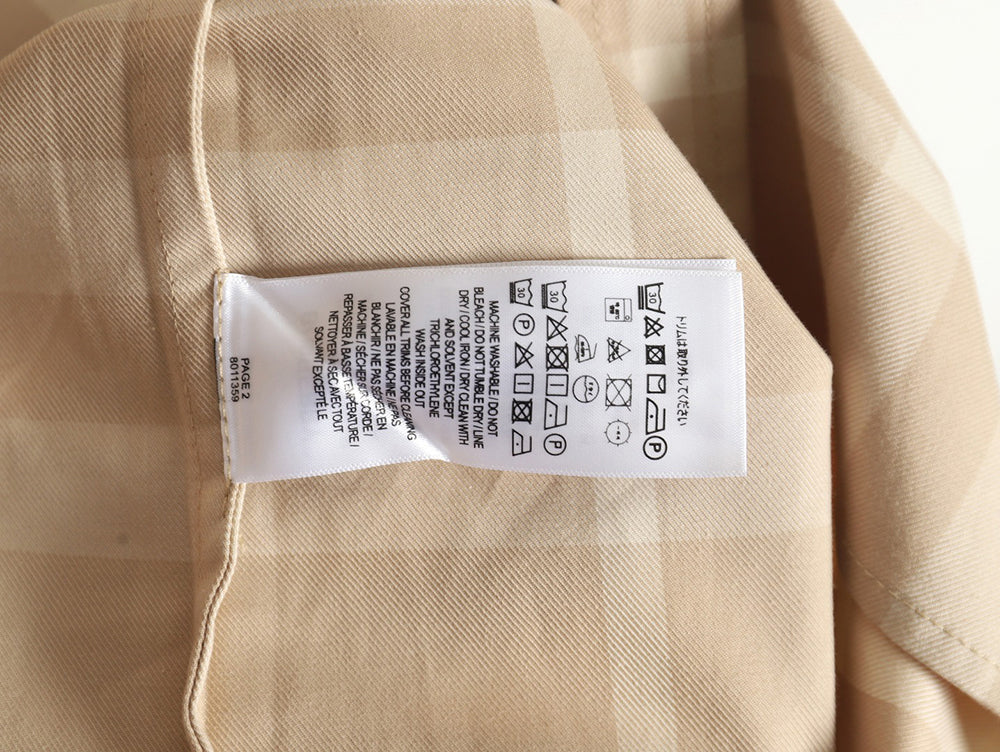 トリムは取り外してください
30
P
30
P
30
P
MACHINE WASHABLE / DO NOT
BLEACH / DO NOT TUMBLE DRY / LINE
DRY / COOL IRON / DRY CLEAN WITH
AND SOLVENT EXCEPT
TRICHLOROETHYLENE
WASH INSIDE OUT
COVER ALL TRIMS BEFORE CLEANING
LAVABLE EN MACHINE / NE PAS
BLANCHIR / NE PAS SÉCHER EN
MACHINE / SÉCHER SUR CORDE /
REPASSER À BASSE TEMPÉRATURE /
NETTOYER À SEC AVEC TOUT
SOLVANT EXCEPTÉ LE
PAGE 2
8011359